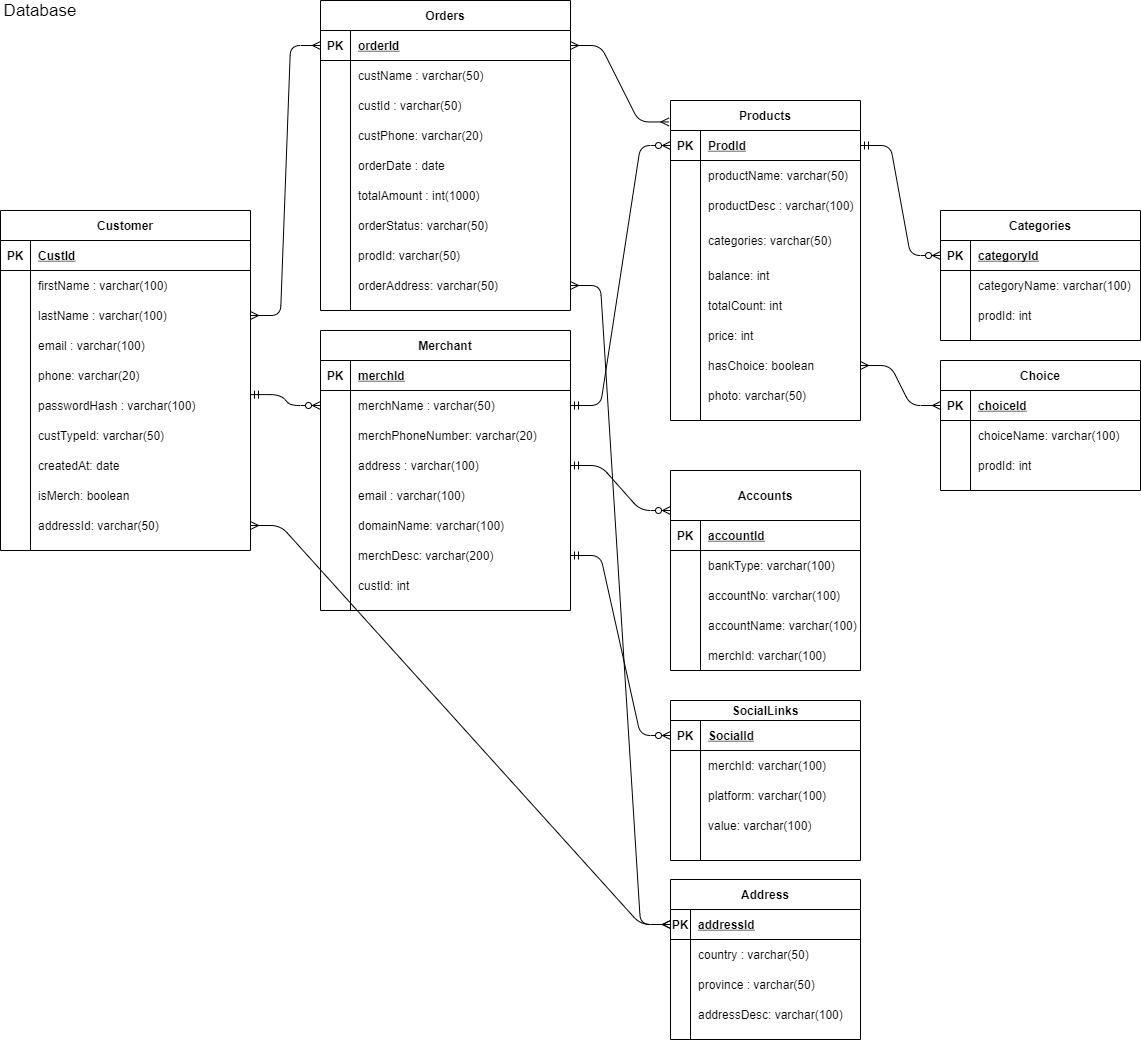 Database
Orders
PK orderId
custName : varchar(50)
custId : varchar(50)
custPhone: varchar(20)
orderDate : date
totalAmount : int(1000)
orderStatus: varchar(50)
prodId: varchar(50)
orderAddress: varchar(50)
Products
PK ProdId
productName: varchar(50)
productDesc : varchar(100)
categories: varchar(50)
balance: int
totalCount: int
price: int
hasChoice: boolean
photo: varchar(50)
Customer
PK CustId
firstName : varchar(100)
lastName : varchar(100)
email : varchar(100)
phone: varchar(20)
passwordHash : varchar(100)
custTypeId: varchar(50)
createdAt: date
isMerch: boolean
addressId: varchar(50)
Categories
PK categoryId
categoryName: varchar(100)
prodId: int
Merchant
PK merchId
merchName : varchar(50)
merchPhoneNumber: varchar(20)
address : varchar(100)
email : varchar(100)
domainName: varchar(100)
merchDesc: varchar(200)
custId: int
Choice
PK choiceId
choiceName: varchar(100)
prodId: int
Accounts
PK accountId
bankType: varchar(100)
accountNo: varchar(100)
accountName: varchar(100)
merchId: varchar(100)
SocialLinks
PK SocialId
merchId: varchar(100)
platform: varchar(100)
value: varchar(100)
Address
PK addressId
country : varchar(50)
province : varchar(50)
addressDesc: varchar(100)